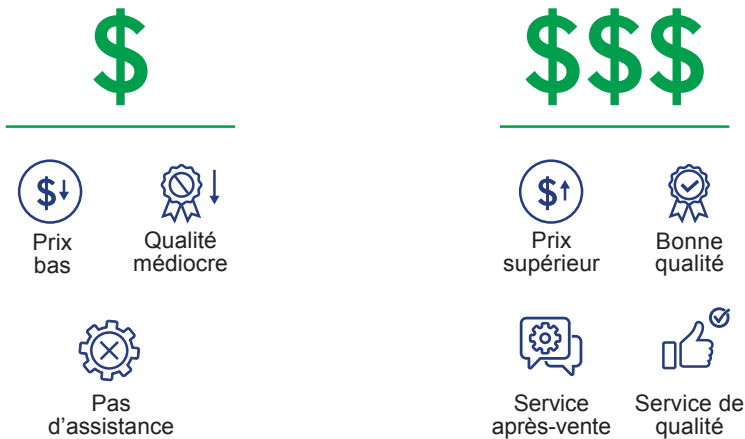 $
$$$
$
Prix
bas
Qualité
médiocre
$
Prix
supérieur
Bonne
qualité
Pas
d’assistance
Service
après-vente
Service de
qualité